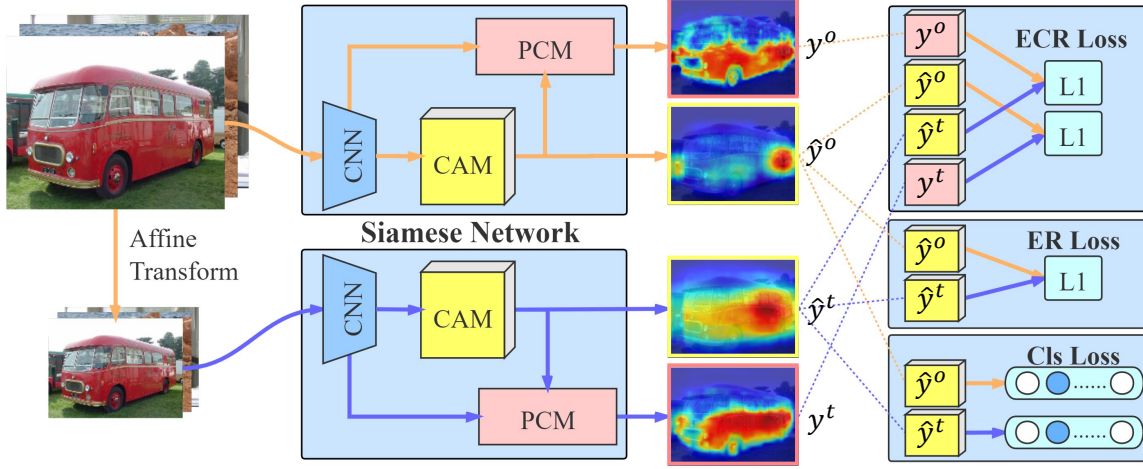 PCM
CNN
CAM
Affine
Transform
Siamese Network
CNN
CAM
PCM
y^o
ŷ^o
ŷ^t
y^t
ECR Loss
y^o
ŷ^o
ŷ^t
y^t
L1
L1
ER Loss
ŷ^o
ŷ^t
L1
Cls Loss
ŷ^o
ŷ^t
......
......